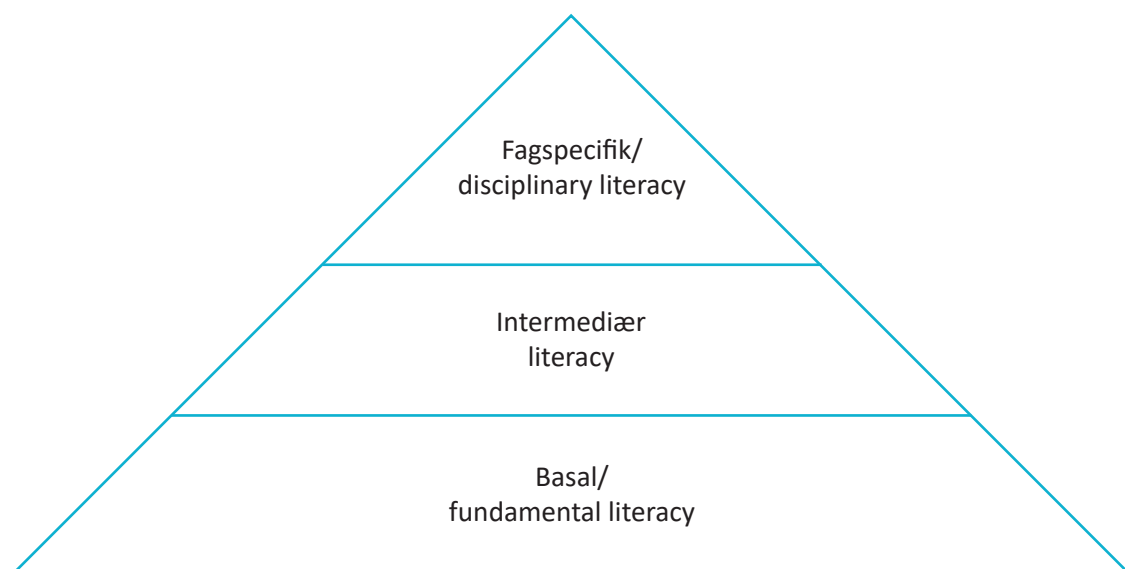 Fagspecifik/
disciplinary literacy
Intermediær
literacy
Basal/
fundamental literacy